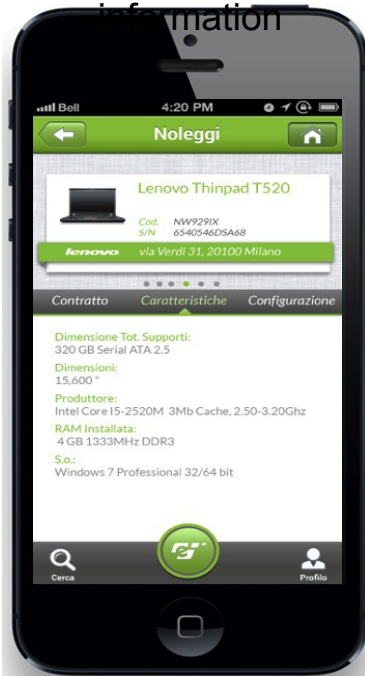 information
Bell 4:20 PM
Noleggi
Lenovo Thinpad T520
Cod. NW929IX
S/N 6540546DSA68
lenovo via Verdi 31, 20100 Milano
Contratto Caratteristiche Configurazione
Dimensione Tot. Supporti:
320 GB Serial ATA 2.5
Dimensioni:
15,600 "
Produttore:
Intel Core I5-2520M 3Mb Cache, 2.50-3.20Ghz
RAM Installata:
4 GB 1333MHz DDR3
S.o.:
Windows 7 Professional 32/64 bit
Cerca Profilo